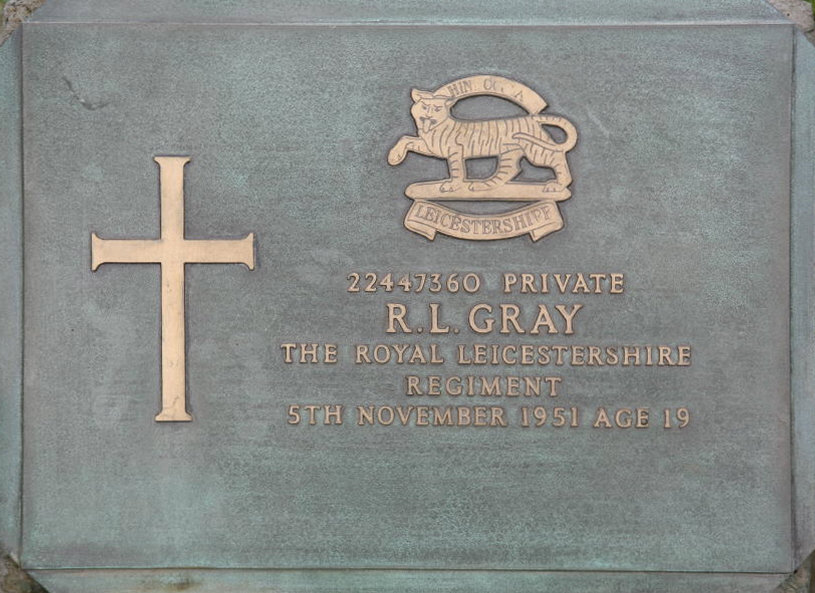 LEICESTERSHIRE
22447360 PRIVATE
R. L. GRAY
THE ROYAL LEICESTERSHIRE
REGIMENT
5TH NOVEMBER 1951 AGE 19